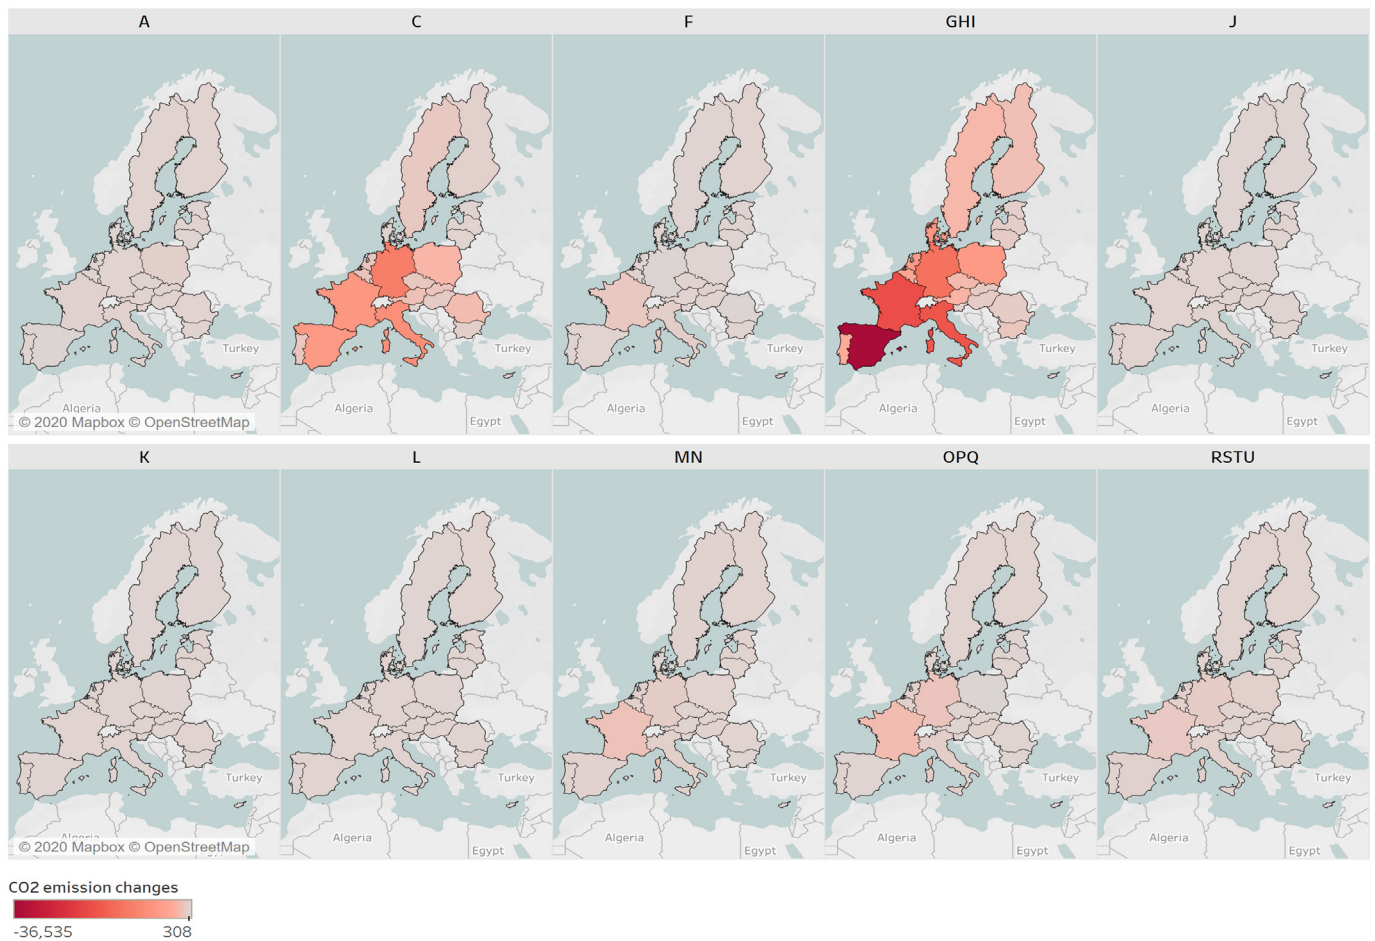 A C F GHI J
Turkey Turkey Turkey Turkey Turkey
Algeria Algeria Algeria Algeria Algeria
© 2020 Mapbox © OpenStreetMap Egypt Egypt Egypt Egypt
K L MN OPQ RSTU
Turkey Turkey Turkey Turkey Turkey
Algeria Algeria Algeria Algeria Algeria
© 2020 Mapbox © OpenStreetMap Egypt Egypt Egypt Egypt
CO2 emission changes
-36,535 308